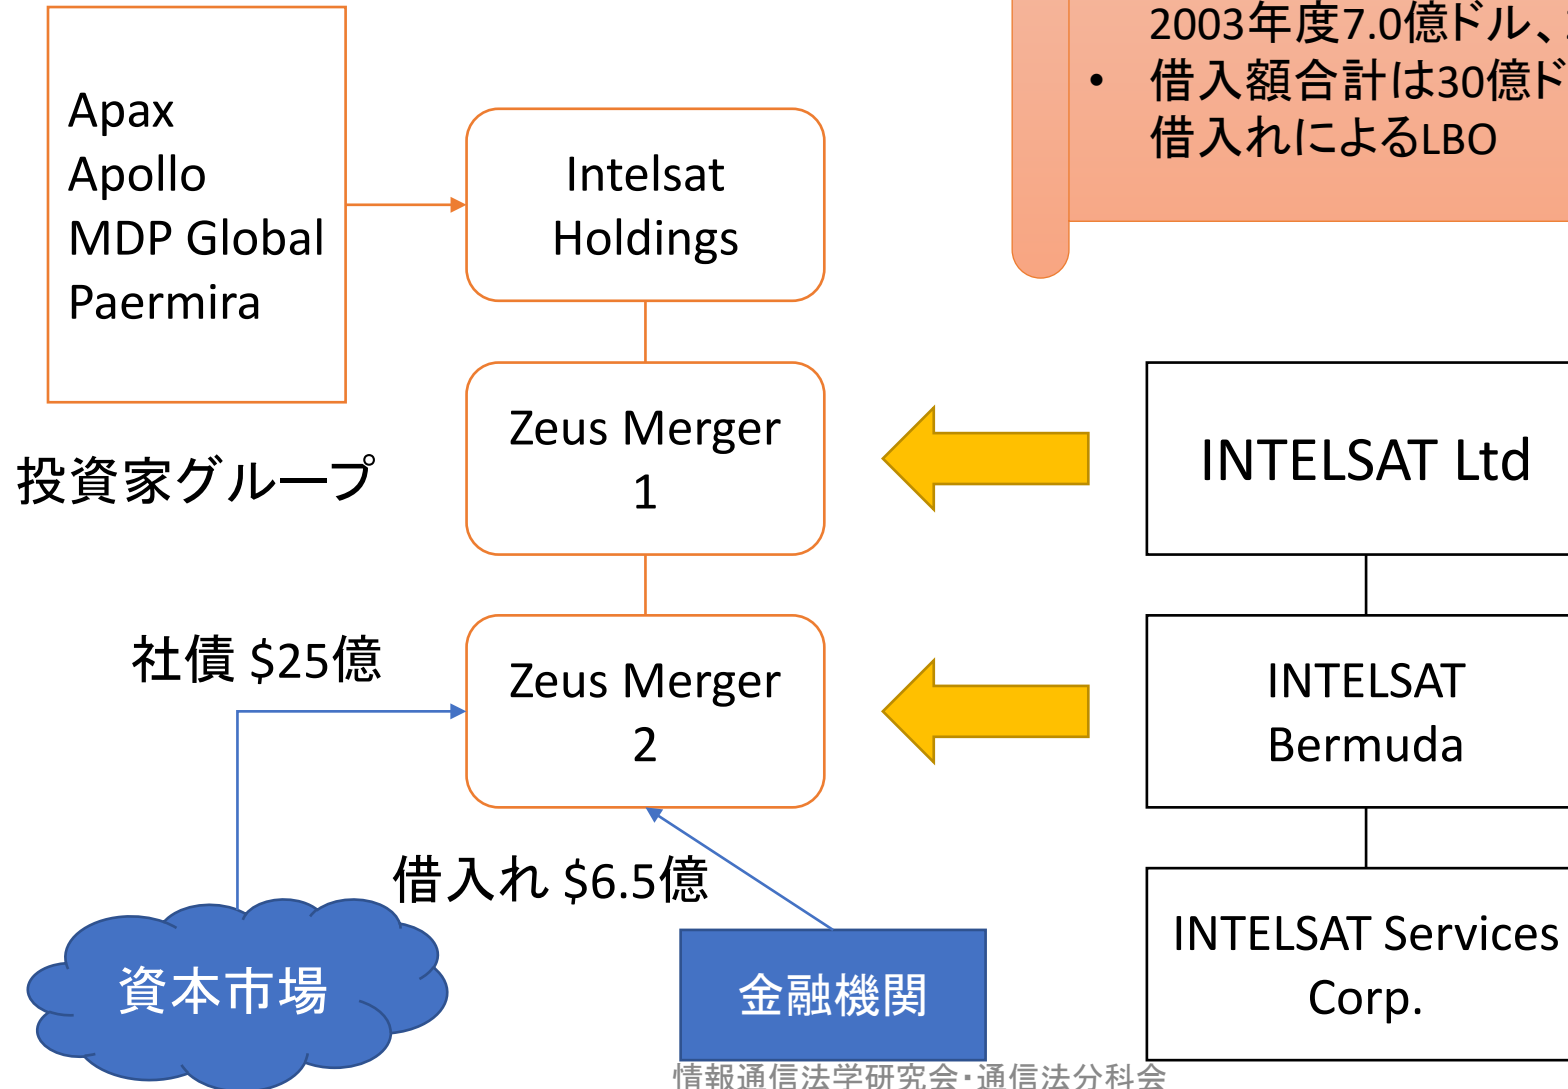 2003年度7.0億ドル、
• 借入額合計は30億ド
借入れによるLBO
Apax
Apollo
MDP Global
Paermira
Intelsat
Holdings
Zeus Merger
1
INTELSAT Ltd
投資家グループ
社債 $25億
Zeus Merger
2
INTELSAT
Bermuda
借入れ $6.5億
資本市場
金融機関
INTELSAT Services
Corp.
情報通信法学研究会・通信法分科会